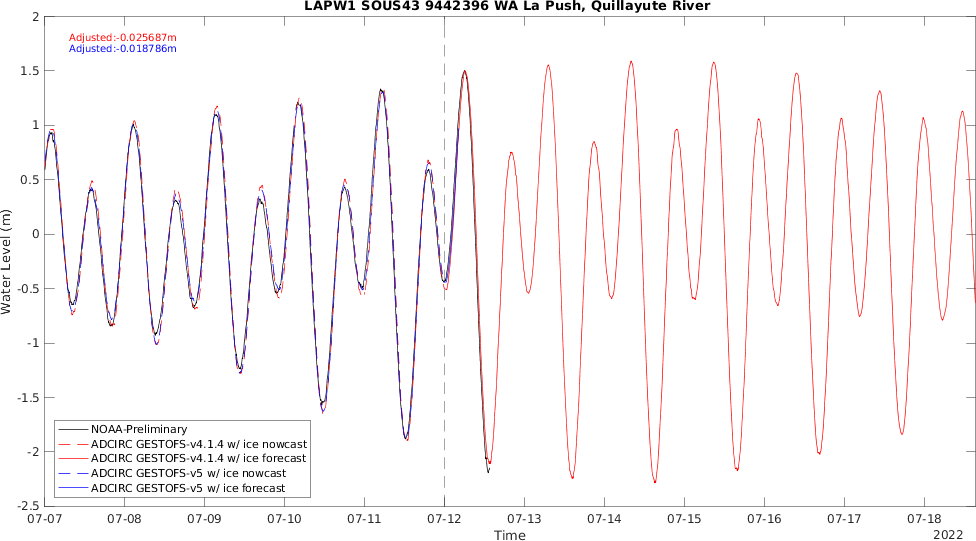 LAPW1 SOUS43 9442396 WA La Push, Quillayute River
Adjusted:-0.025687m
Adjusted:-0.018786m
2
1.5
1
0.5
0
-0.5
-1
-1.5
-2
-2.5
Water Level (m)
NOAA-Preliminary
ADCIRC GESTOFS-v4.1.4 w/ ice nowcast
ADCIRC GESTOFS-v4.1.4 w/ ice forecast
ADCIRC GESTOFS-v5 w/ ice nowcast
ADCIRC GESTOFS-v5 w/ ice forecast
07-07 07-08 07-09 07-10 07-11 07-12 07-13 07-14 07-15 07-16 07-17 07-18
Time
2022